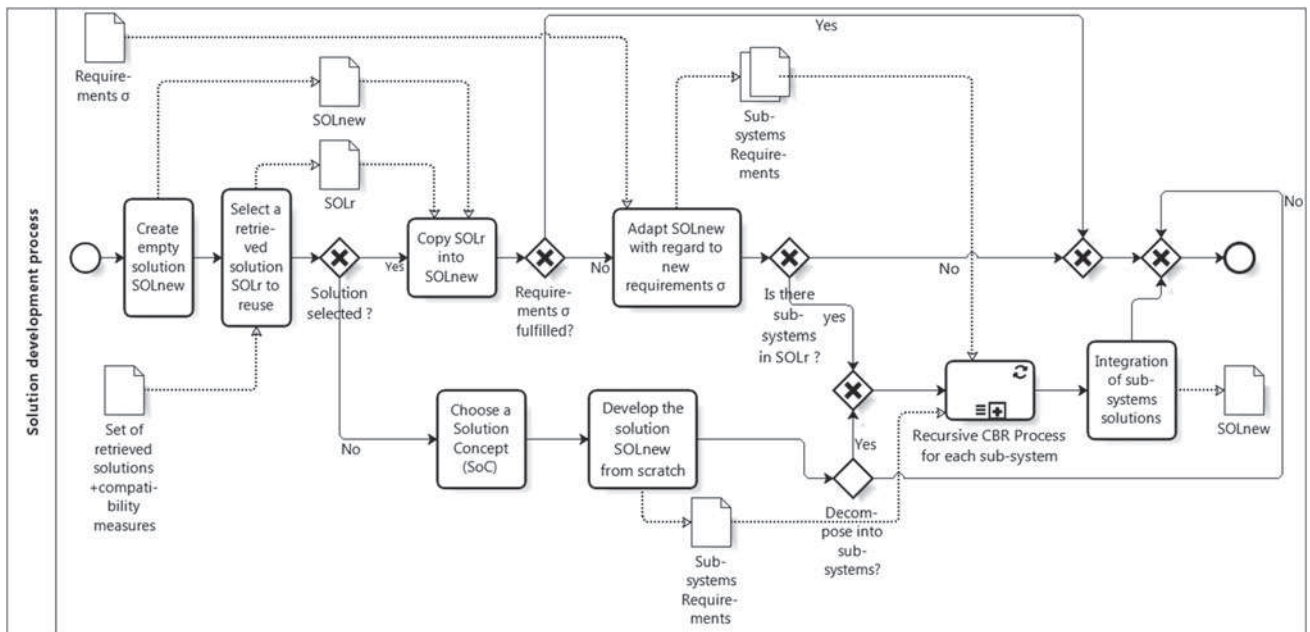 Solution development process
Require-
ments σ
SOLnew
SOLr
Sub-
systems
Require-
ments
Yes
No
Create
empty
solution
SOLnew
Select a
retrie-
ved
solution
SOLr to
reuse
Solution
selected ?
Yes
Copy SOLr
into
SOLnew
Require-
ments σ
fulfilled?
No
Adapt SOLnew
with regard to
new
requirements σ
Is there
sub-
systems
in SOLr ?
No
yes
Set of
retrieved
solutions
+compati-
bility
measures
No
Choose a
Solution
Concept
(SoC)
Develop the
solution
SOLnew
from scratch
Sub-
systems
Require-
ments
Yes
Decom-
pose into
sub-
systems?
Recursive CBR Process
for each sub-system
Integration
of sub-
systems
solutions
SOLnew